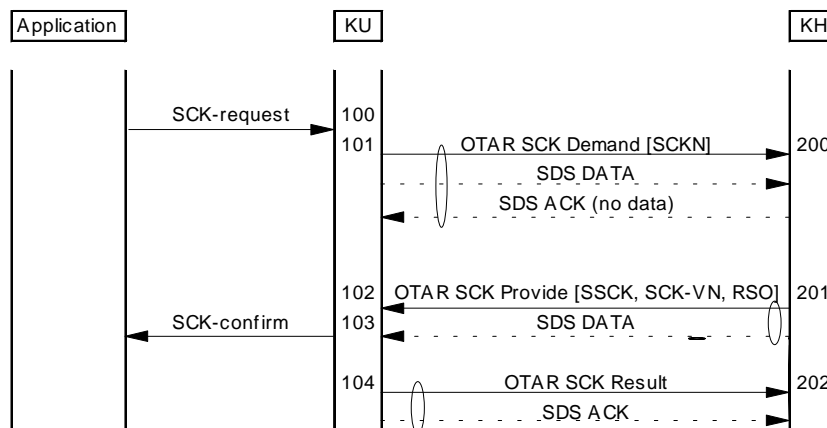 Application KU KH
SCK-request 100
101 OTAR SCK Demand [SCKN] 200
SDS DATA
SDS ACK (no data)
102 OTAR SCK Provide [SSCK, SCK-VN, RSO] 201
SCK-confirm 103 SDS DATA
104 OTAR SCK Result 202
SDS ACK